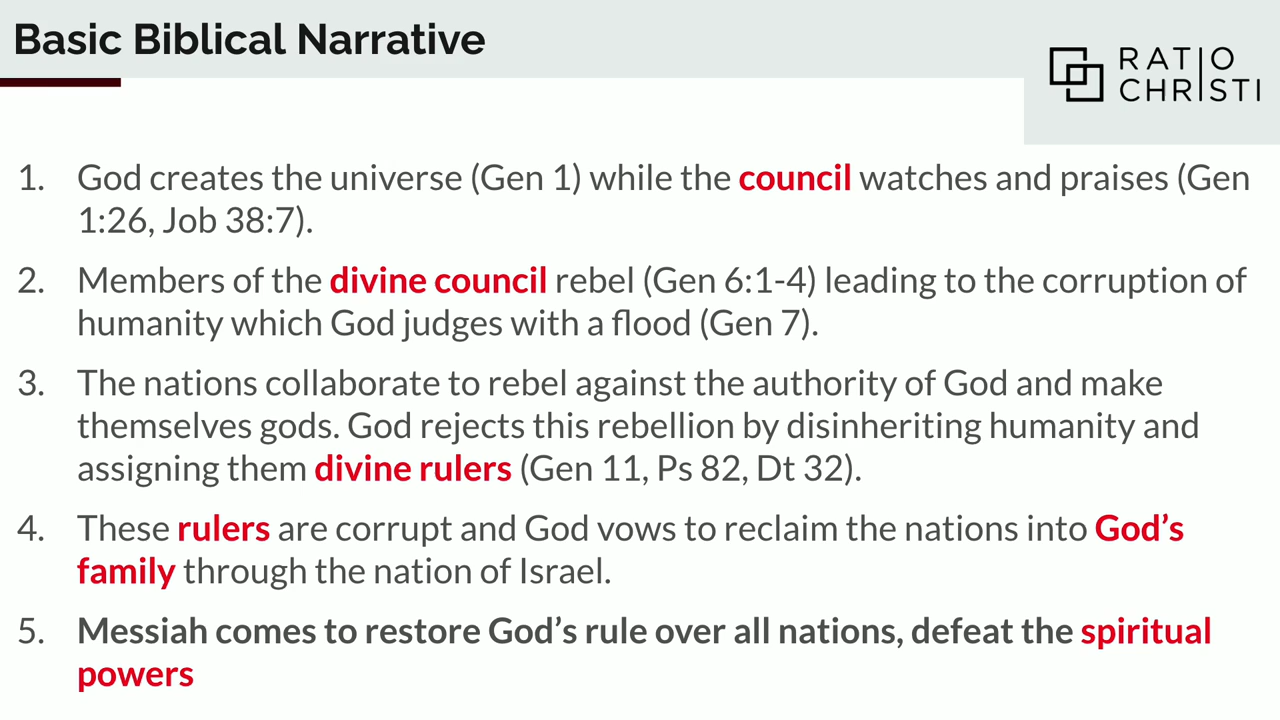 Basic Biblical Narrative
RATIO
CHRISTI
1. God creates the universe (Gen 1) while the council watches and praises (Gen
1:26, Job 38:7).
2. Members of the divine council rebel (Gen 6:1-4) leading to the corruption of
humanity which God judges with a flood (Gen 7).
3. The nations collaborate to rebel against the authority of God and make
themselves gods. God rejects this rebellion by disinheriting humanity and
assigning them divine rulers (Gen 11, Ps 82, Dt 32).
4. These rulers are corrupt and God vows to reclaim the nations into God’s
family through the nation of Israel.
5. Messiah comes to restore God’s rule over all nations, defeat the spiritual
powers